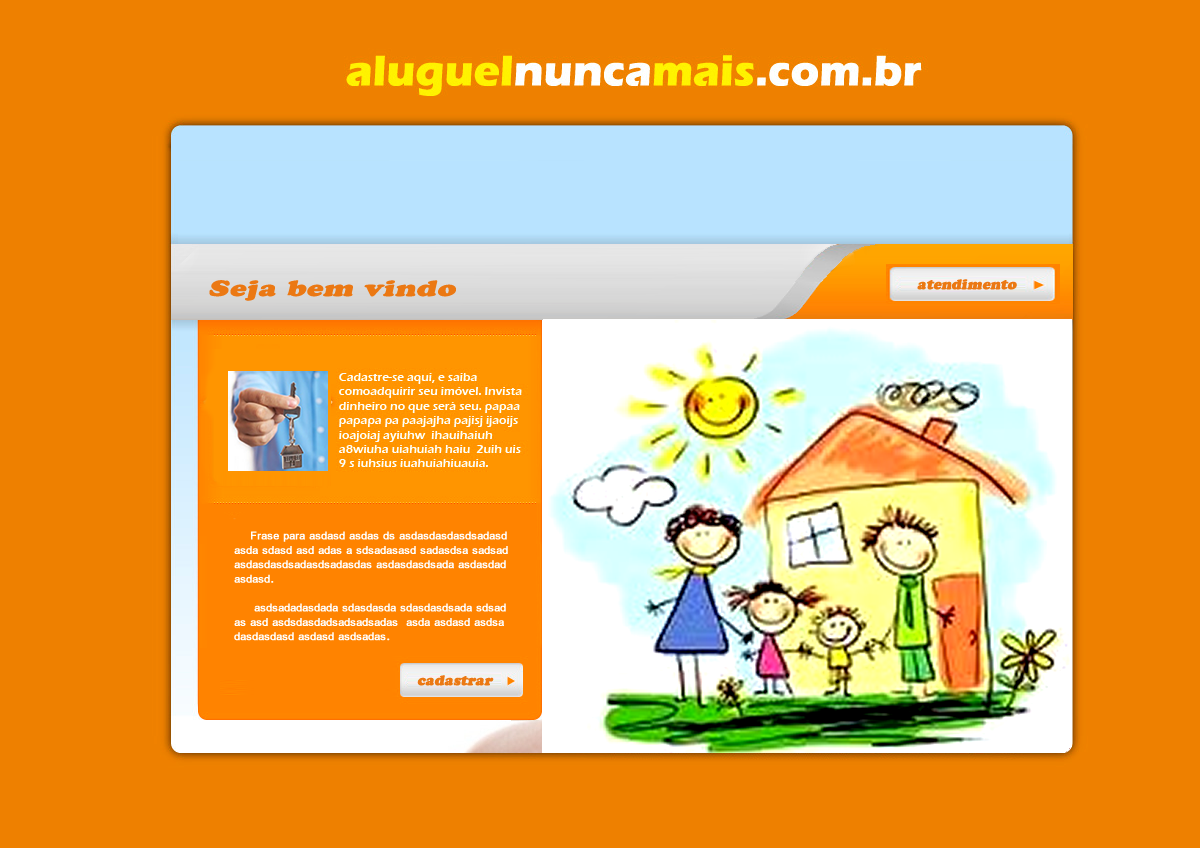 aluguelnuncamais.com.br
Seja bem vindo
atendimento
Cadastre-se aqui, e saiba
comoadquirir seu imóvel. Invista
dinheiro no que será seu. papaa
papapa pa paajajha pajisj ijaoijs
ioajoiaj ayiuhw ihauihaiuh
a8wiuha uiahuiah haiu 2uih uis
9 s iuhsius iuahuiahiuauia.
Frase para asdasd asdas ds asdasdasdasdsadasd
asda sdasd asd adas a sdsadasasd sadasdsa sadsad
asdasdasdsadasdsadasdas asdasdasdsada asdasdad
asdasd.
asdsadadasdada sdasdasda sdasdasdsada sdsad
as asd asdsdasdadsadsadsadas asda asdasd asdsa
dasdasdasd asdasd asdsadas.
cadastrar